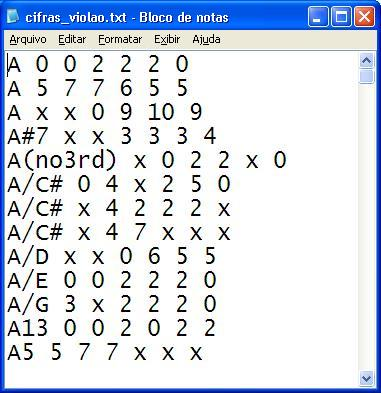 cifras_violao.txt - Bloco de notas
Arquivo Editar Formatar Exibir Ajuda
A 0 0 2 2 2 0
A 5 7 7 6 5 5
A x x 0 9 10 9
A#7 x x 3 3 3 4
A(no3rd) x 0 2 2 x 0
A/C# 0 4 x 2 5 0
A/C# x 4 2 2 2 x
A/C# x 4 7 x x x
A/D x x 0 6 5 5
A/E 0 0 2 2 2 0
A/G 3 x 2 2 2 0
A13 0 0 2 0 2 2
A5 5 7 7 x x x